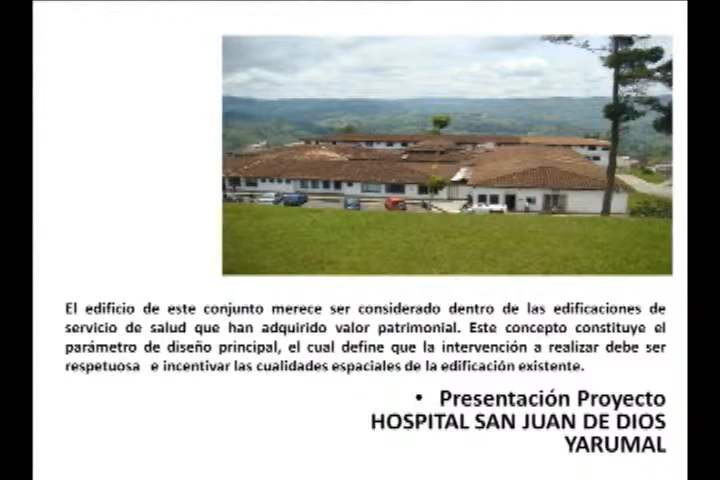 El edificio de este conjunto merece ser considerado dentro de las edificaciones de
servicio de salud que han adquirido valor patrimonial. Este concepto constituye el
parámetro de diseño principal, el cual define que la intervención a realizar debe ser
respetuosa e incentivar las cualidades espaciales de la edificación existente.
• Presentación Proyecto
HOSPITAL SAN JUAN DE DIOS
YARUMAL